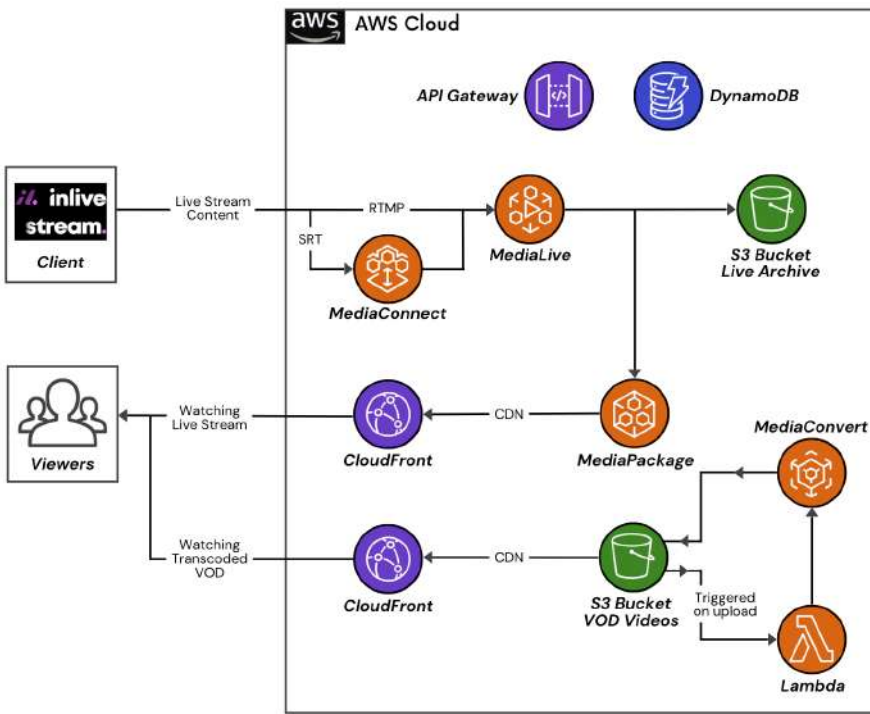 aws
AWS Cloud
API Gateway
DynamoDB
il. inlive
stream.
Client
Live Stream
Content
RTMP
SRT
MediaConnect
MediaLive
S3 Bucket
Live Archive
Viewers
Watching
Live Stream
CloudFront
CDN
MediaPackage
MediaConvert
Watching
Transcoded
VOD
CloudFront
CDN
S3 Bucket
VOD Videos
Triggered
on upload
Lambda